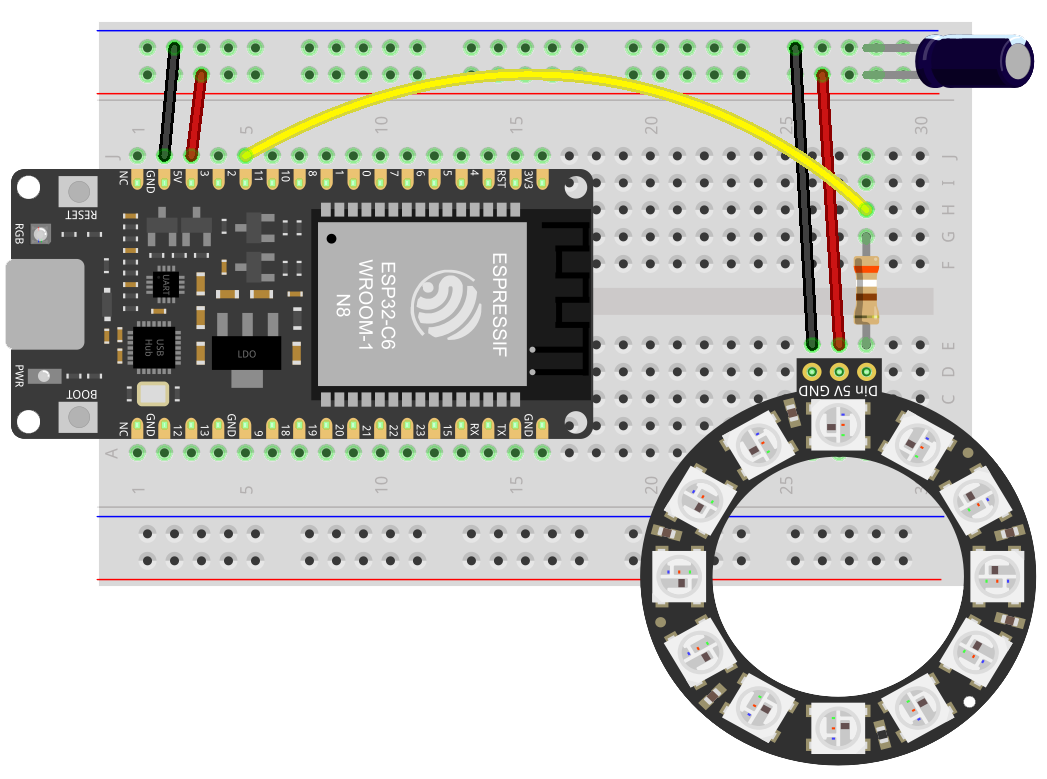 1 5 10 15 20 25 30
J J
NC GND 5V 3 2 11 10 8 1 0 7 6 5 4 RST 3V3
I
RESET
H
RGB
G
F
UART
ESPRESSIF
ESP32-C6
WROOM-1
N8
USB
Hub
LDO
E
PWR
D
BOOT
GND 5V Din
C
NC GND 12 13 GND 9 18 19 20 21 22 23 15 RX TX GND
A
1 5 10 15 20 25